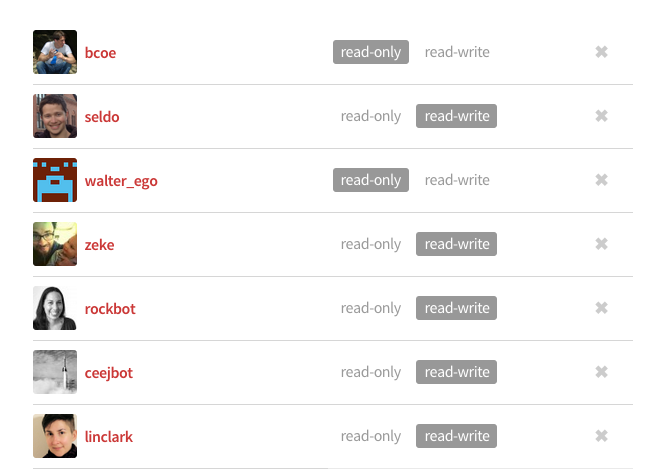 bcoe read-only read-write ✖
seldo read-only read-write ✖
walter_ego read-only read-write ✖
zeke read-only read-write ✖
rockbot read-only read-write ✖
ceejbot read-only read-write ✖
linclark read-only read-write ✖